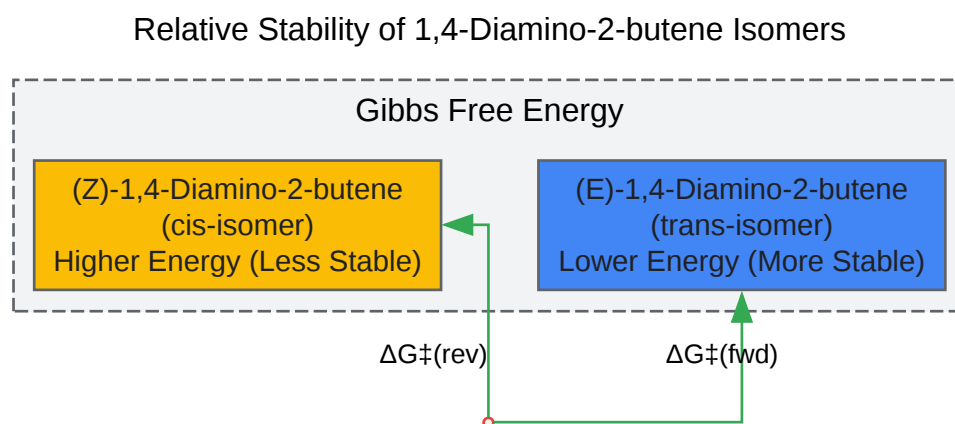 Relative Stability of 1,4-Diamino-2-butene Isomers
Gibbs Free Energy
(Z)-1,4-Diamino-2-butene
(cis-isomer)
Higher Energy (Less Stable)
(E)-1,4-Diamino-2-butene
(trans-isomer)
Lower Energy (More Stable)
ΔG‡(rev)
ΔG‡(fwd)